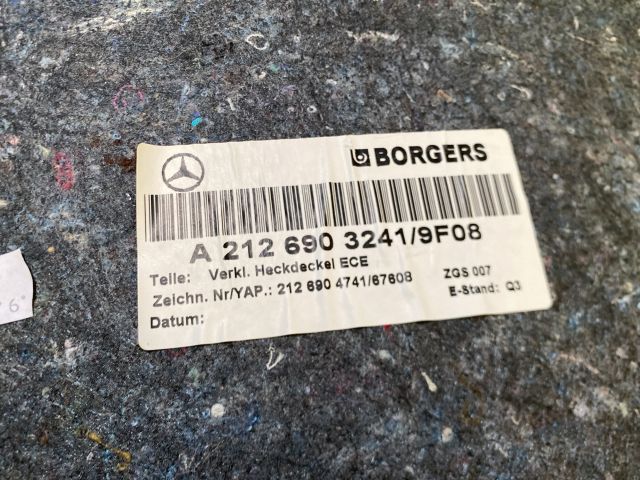 BORGERS
A 212 690 3241/9F08
Teile: Verkl. Heckdeckel ECE
ZGS 007
Zeichn. Nr/YAP.: 212 690 4741/67608
E-Stand: Q3
Datum:
6